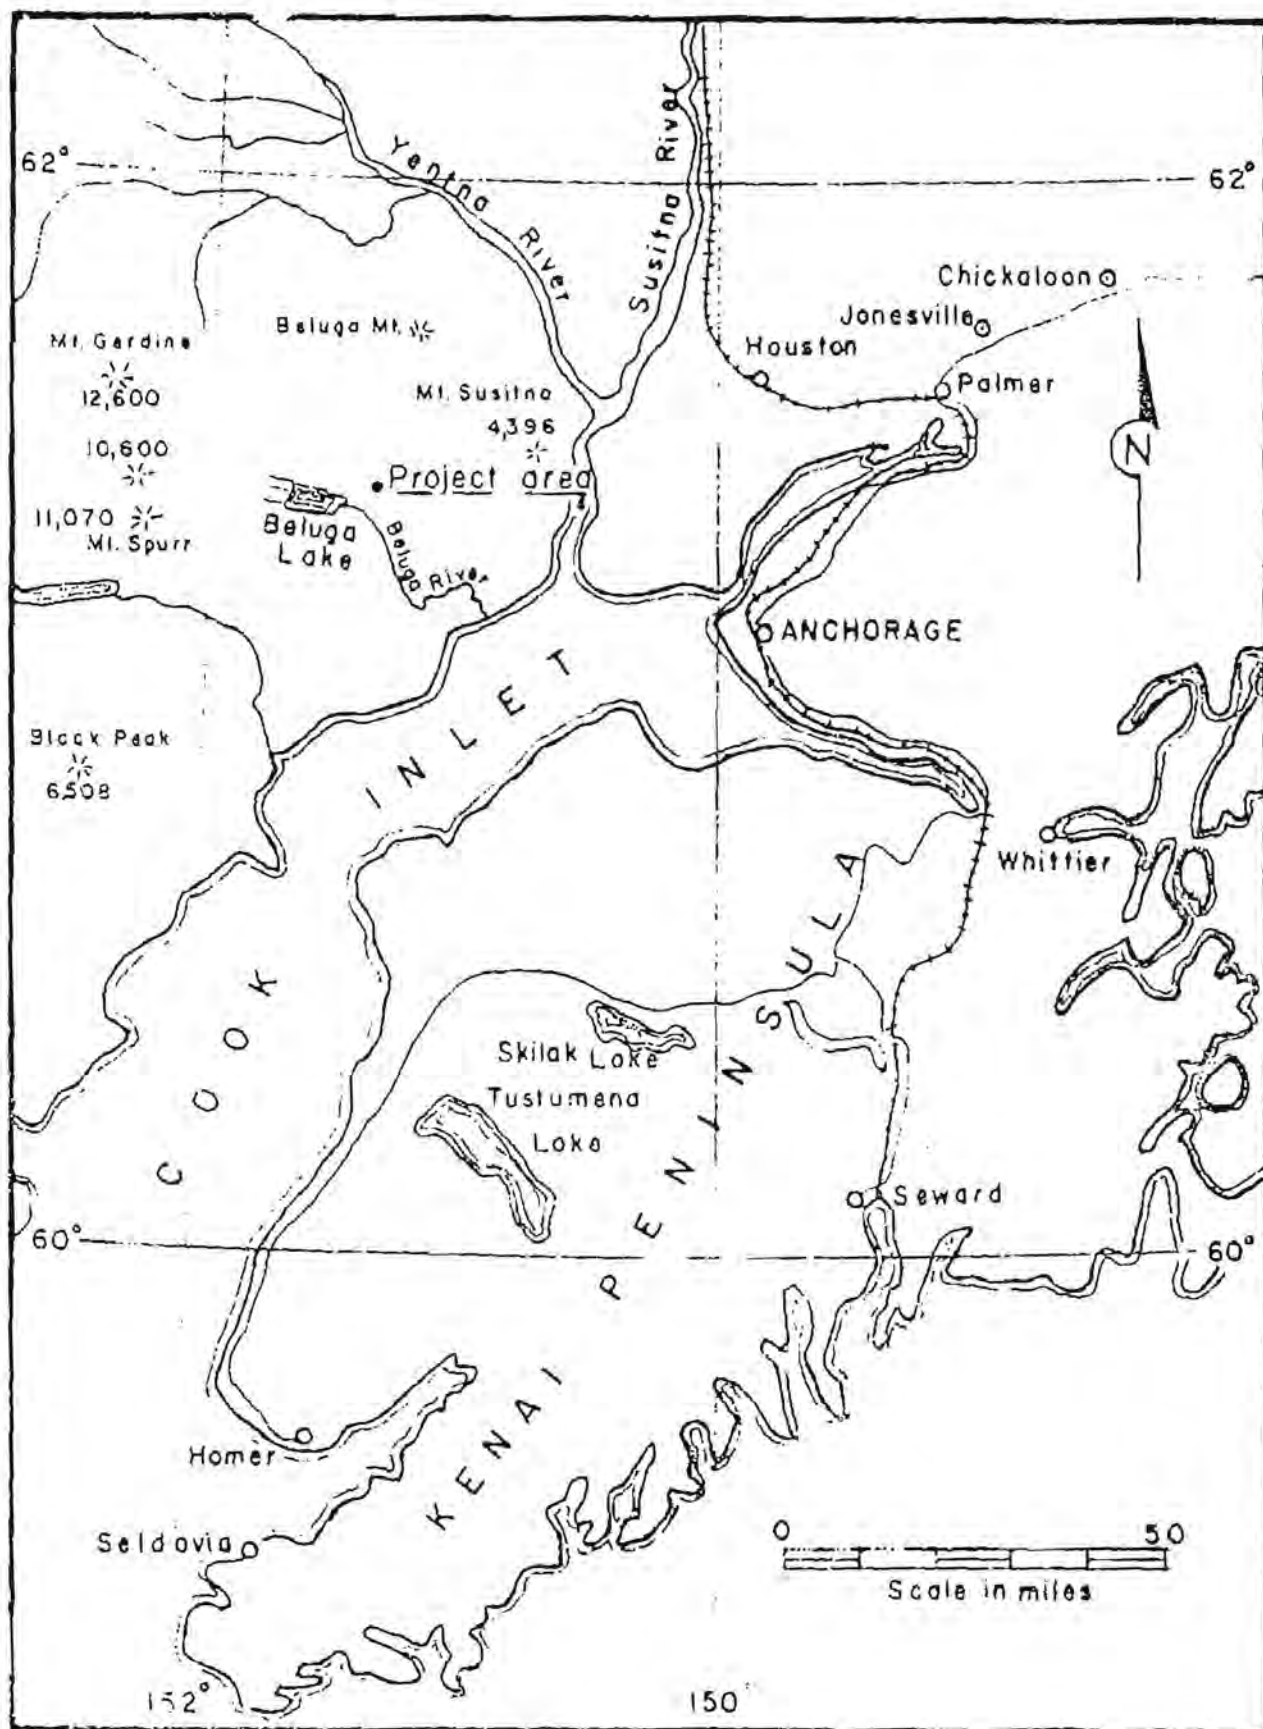 Yentna River
Susitna River
62°
62°
Chickaloon
Jonesville
Beluga Mt.
Houston
Mt. Gerdine
12,600
Palmer
Mt. Susitna
4,396
10,600
N
Project area
11,070
Mt. Spurr
Beluga
Lake
Beluga River
ANCHORAGE
Black Peak
6,508
COOK INLET
Whittier
Skilak Lake
Tustumena
Lake
Seward
60°
60°
KENAI PENINSULA
Homer
Seldovia
0 50
Scale in miles
152°
150